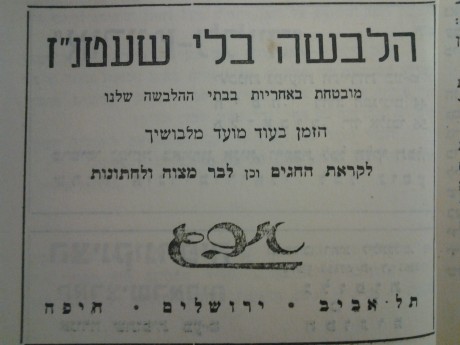 הלבשה בלי שעטנ"ז
מובטחת באחריות בבתי ההלבשה שלנו
הזמן בעוד מועד מלבושיך
לקראת החגים וכן לבר מצוה ולחתונות
תל-אביב • ירושלים • חיפה